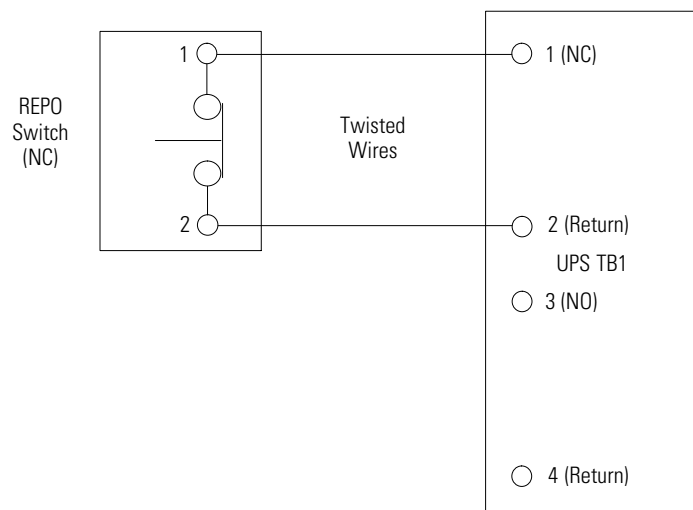 REPO
Switch
(NC)
1
2
Twisted
Wires
1 (NC)
2 (Return)
UPS TB1
3 (NO)
4 (Return)